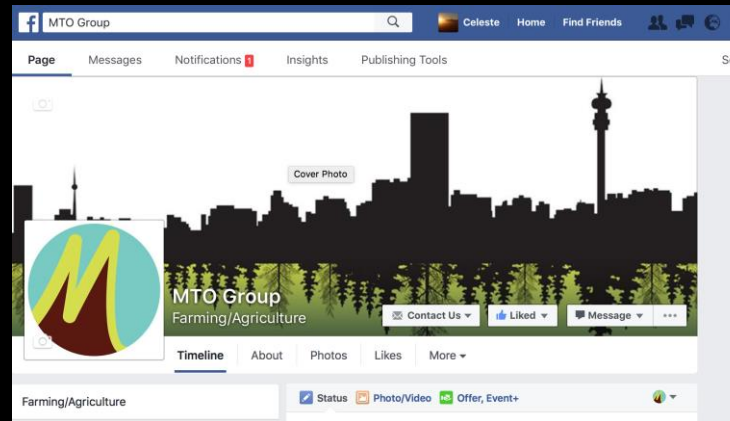 f MTO Group Celeste Home Find Friends
Page Messages Notifications 1 Insights Publishing Tools
Cover Photo
M
MTO Group
Farming/Agriculture
Contact Us Liked Message ...
Timeline About Photos Likes More
Farming/Agriculture
Status Photo/Video Offer, Event+